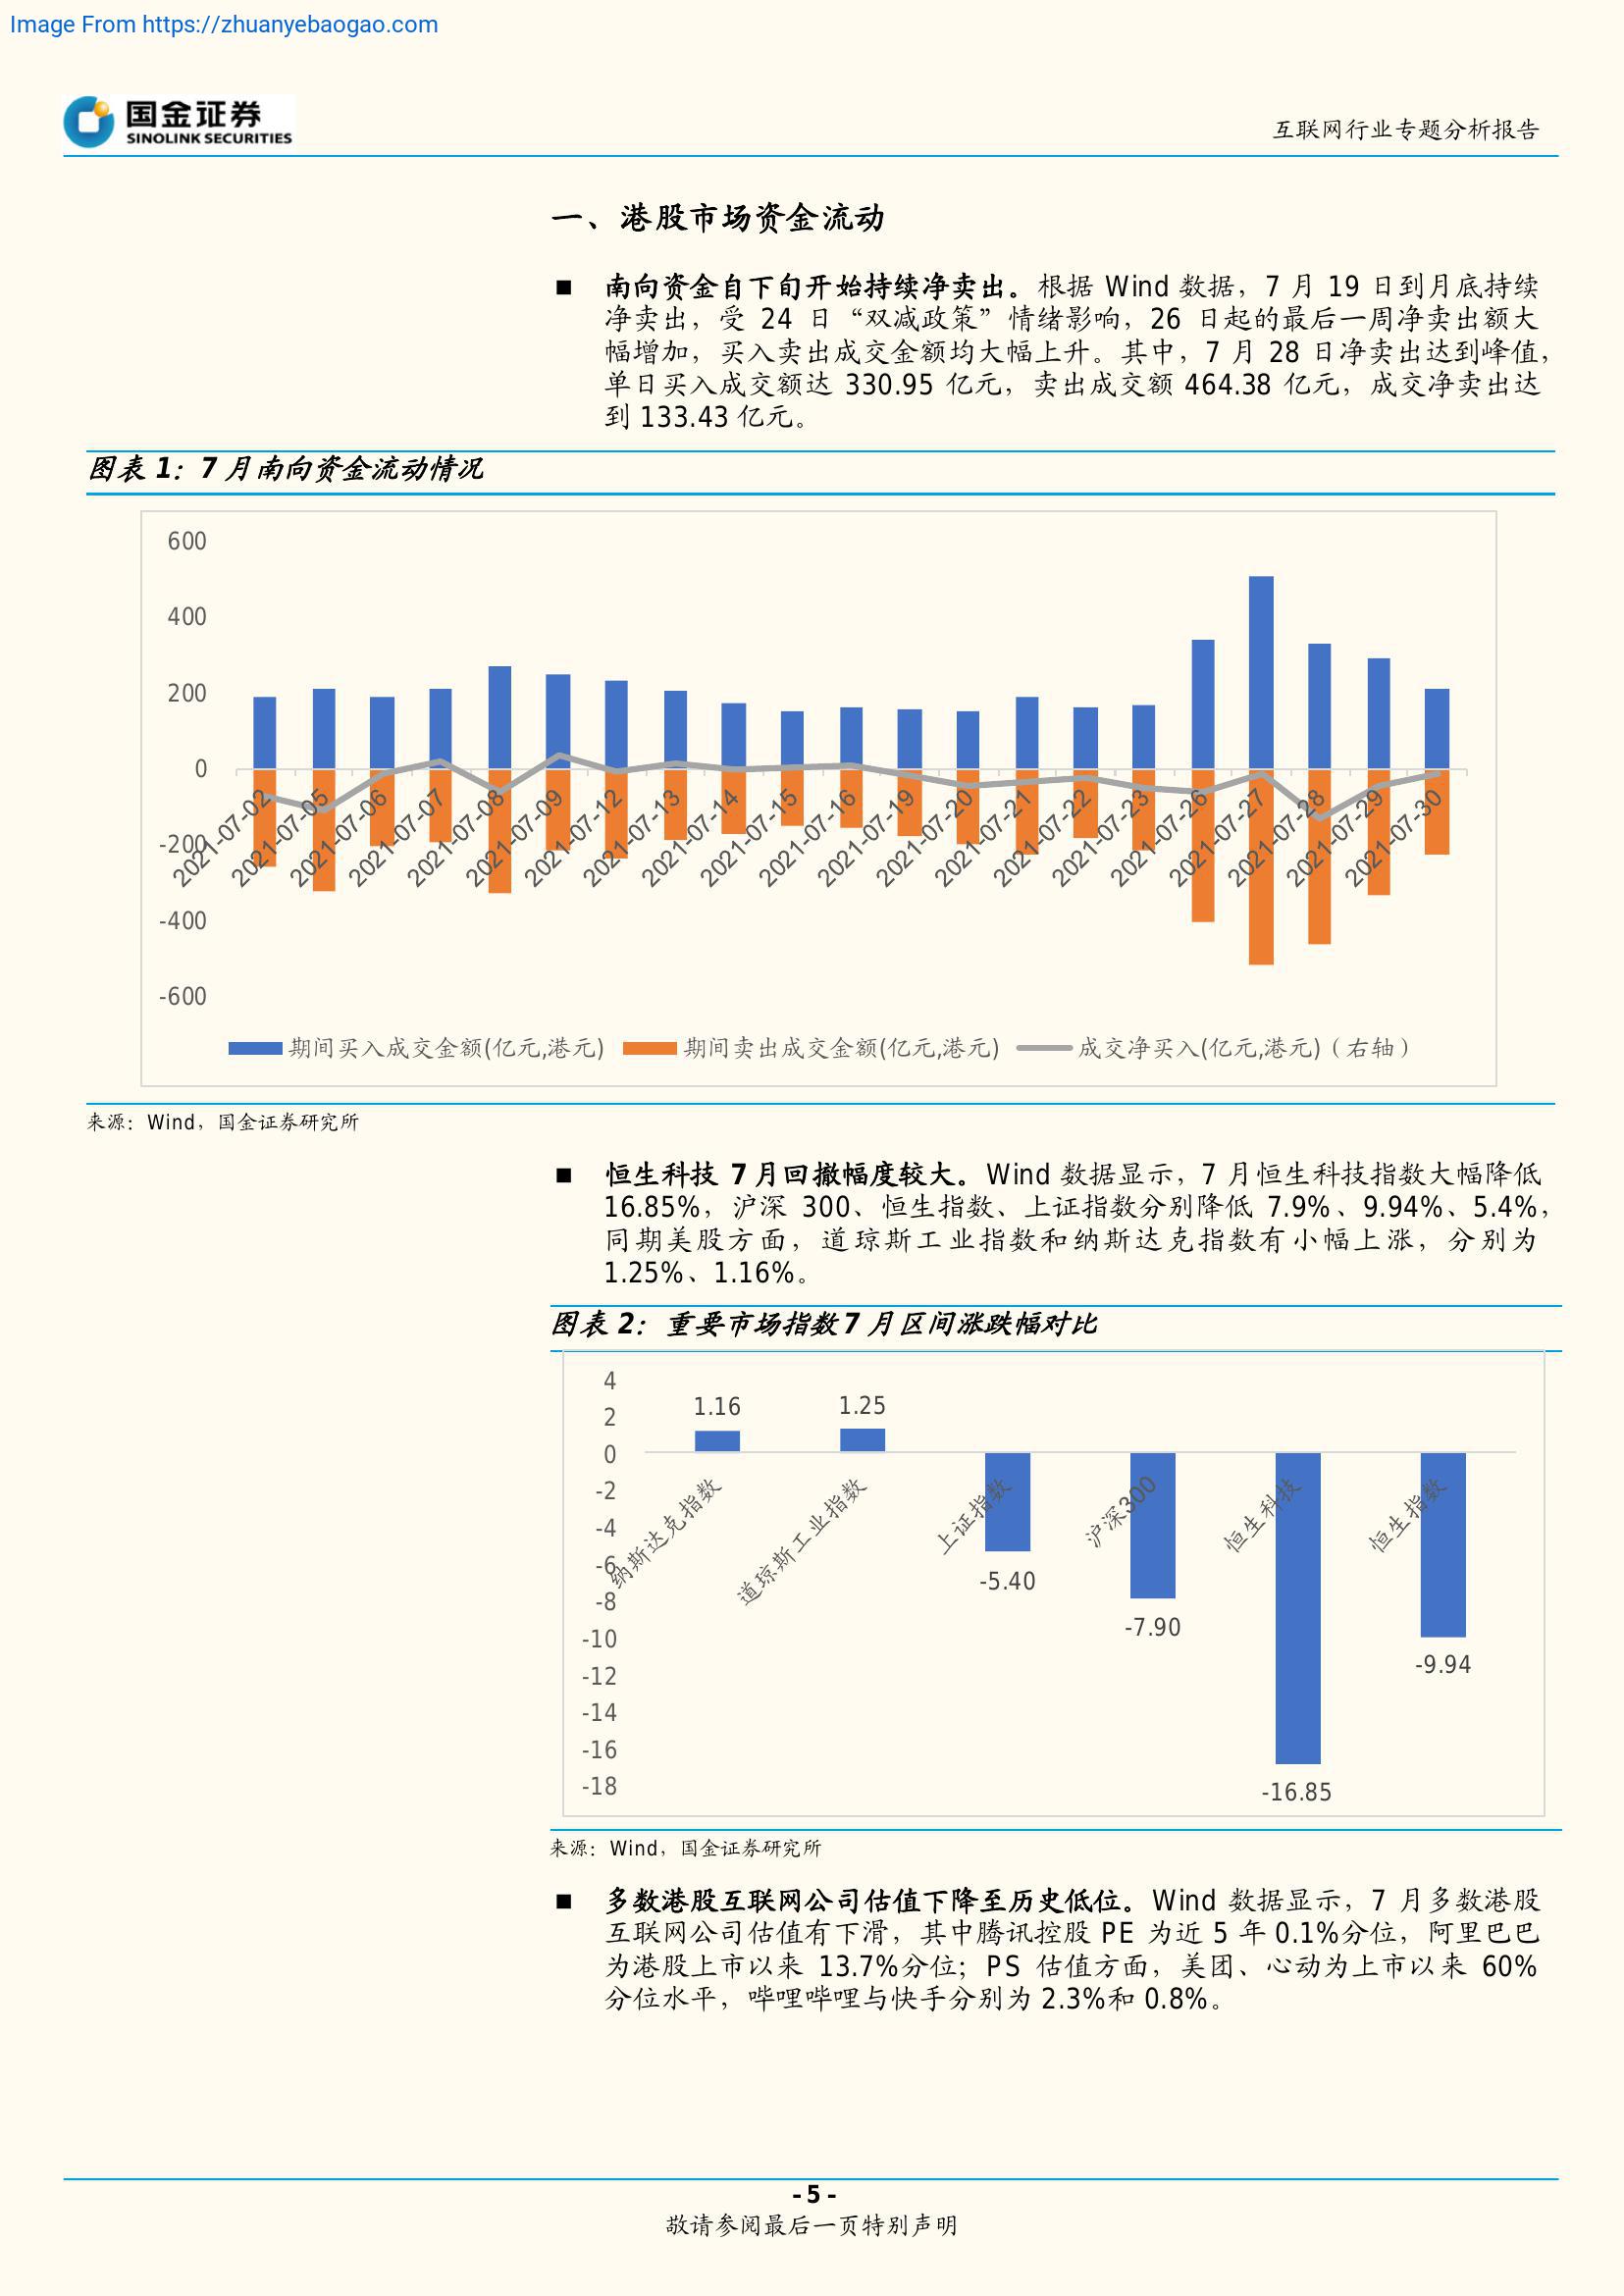 Image From https://zhuanyebaogao.com
国金证券
SINOLINK SECURITIES
互联网行业专题分析报告
一、港股市场资金流动
■ 南向资金自下旬开始持续净卖出。根据 Wind 数据，7 月 19 日到月底持续
净卖出，受 24 日“双减政策”情绪影响，26 日起的最后一周净卖出额大
幅增加，买入卖出成交金额均大幅上升。其中，7 月 28 日净卖出达到峰值，
单日买入成交额达 330.95 亿元，卖出成交额 464.38 亿元，成交净卖出达
到 133.43 亿元。
图表 1：7 月南向资金流动情况
600
400
200
0
-200
-400
-600
2021-07-02
2021-07-05
2021-07-06
2021-07-07
2021-07-08
2021-07-09
2021-07-12
2021-07-13
2021-07-14
2021-07-15
2021-07-16
2021-07-19
2021-07-20
2021-07-21
2021-07-22
2021-07-23
2021-07-26
2021-07-27
2021-07-28
2021-07-29
2021-07-30
期间买入成交金额(亿元,港元) 期间卖出成交金额(亿元,港元) 成交净买入(亿元,港元)（右轴）
来源：Wind，国金证券研究所
■ 恒生科技 7 月回撤幅度较大。Wind 数据显示，7 月恒生科技指数大幅降低
16.85%，沪深 300、恒生指数、上证指数分别降低 7.9%、9.94%、5.4%，
同期美股方面，道琼斯工业指数和纳斯达克指数有小幅上涨，分别为
1.25%、1.16%。
图表 2：重要市场指数 7 月区间涨跌幅对比
4
2
0
-2
-4
-6
-8
-10
-12
-14
-16
-18
1.16
1.25
-5.40
-7.90
-16.85
-9.94
纳斯达克指数
道琼斯工业指数
上证指数
沪深300
恒生科技
恒生指数
来源：Wind，国金证券研究所
■ 多数港股互联网公司估值下降至历史低位。Wind 数据显示，7 月多数港股
互联网公司估值有下滑，其中腾讯控股 PE 为近 5 年 0.1%分位，阿里巴巴
为港股上市以来 13.7%分位；PS 估值方面，美团、心动为上市以来 60%
分位水平，哔哩哔哩与快手分别为 2.3%和 0.8%。
- 5 -
敬请参阅最后一页特别声明